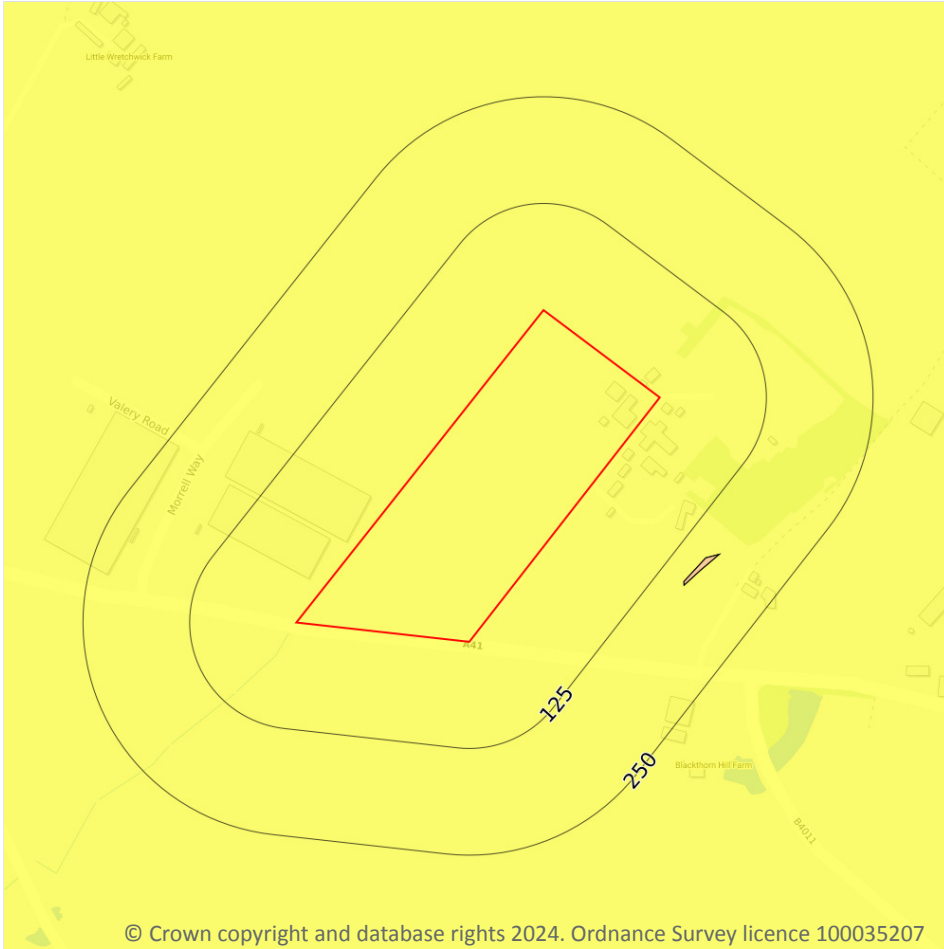 Little Wretchwick Farm
Valery Road
Morrell Way
A41
125
250
Blackthorn Hill Farm
B4011
© Crown copyright and database rights 2024. Ordnance Survey licence 100035207